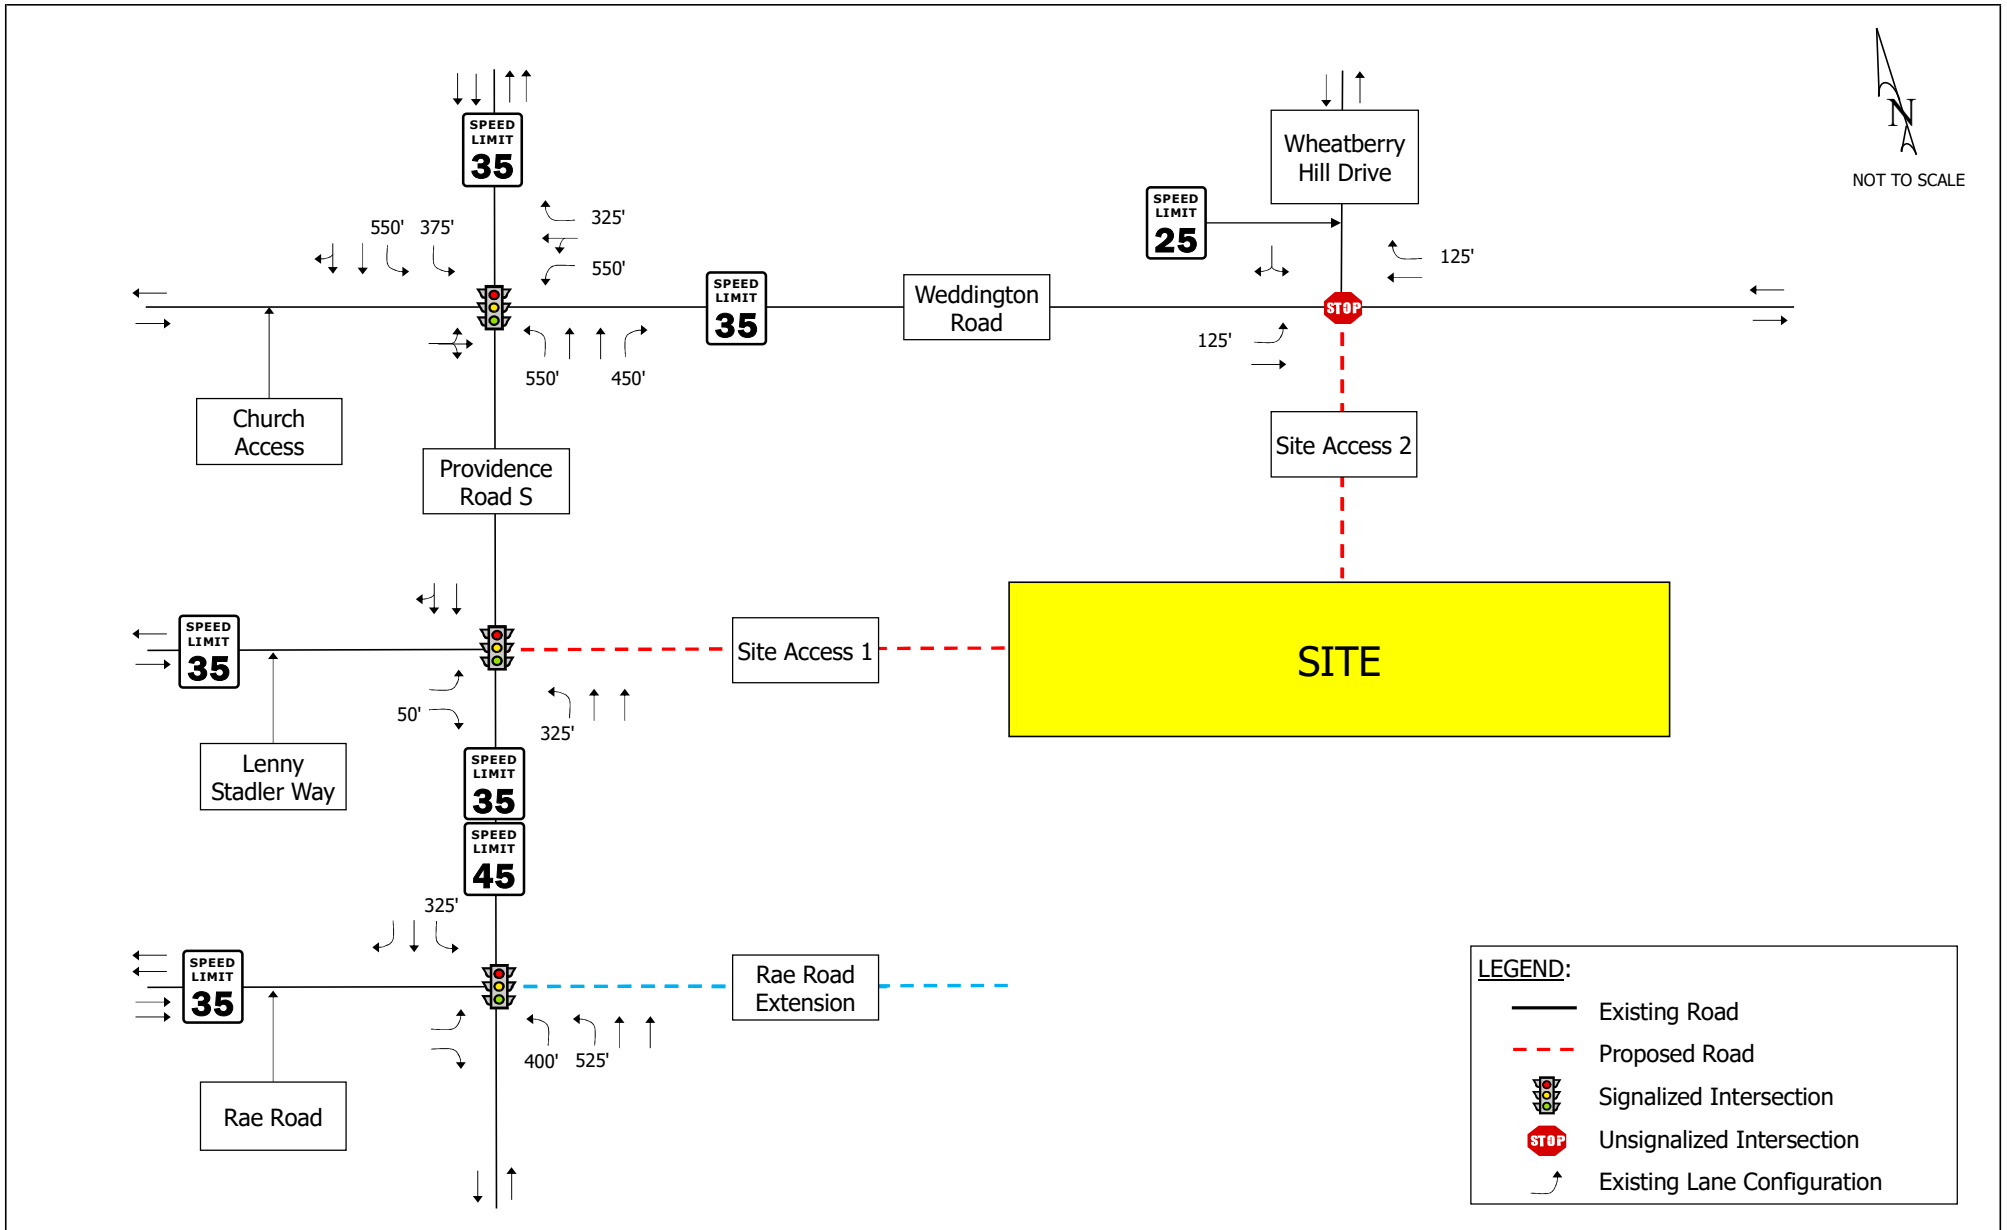 SPEED
LIMIT
35
Wheatberry
Hill Drive
N
NOT TO SCALE
SPEED
LIMIT
25
550'
375'
325'
550'
125'
SPEED
LIMIT
35
Weddington
Road
STOP
125'
550'
450'
Church
Access
Providence
Road S
Site Access 2
SPEED
LIMIT
35
Site Access 1
SITE
50'
325'
Lenny
Stadler Way
SPEED
LIMIT
35
SPEED
LIMIT
45
325'
SPEED
LIMIT
35
Rae Road
Extension
400'
525'
Rae Road
LEGEND:
Existing Road
Proposed Road
Signalized Intersection
STOP
Unsignalized Intersection
Existing Lane Configuration